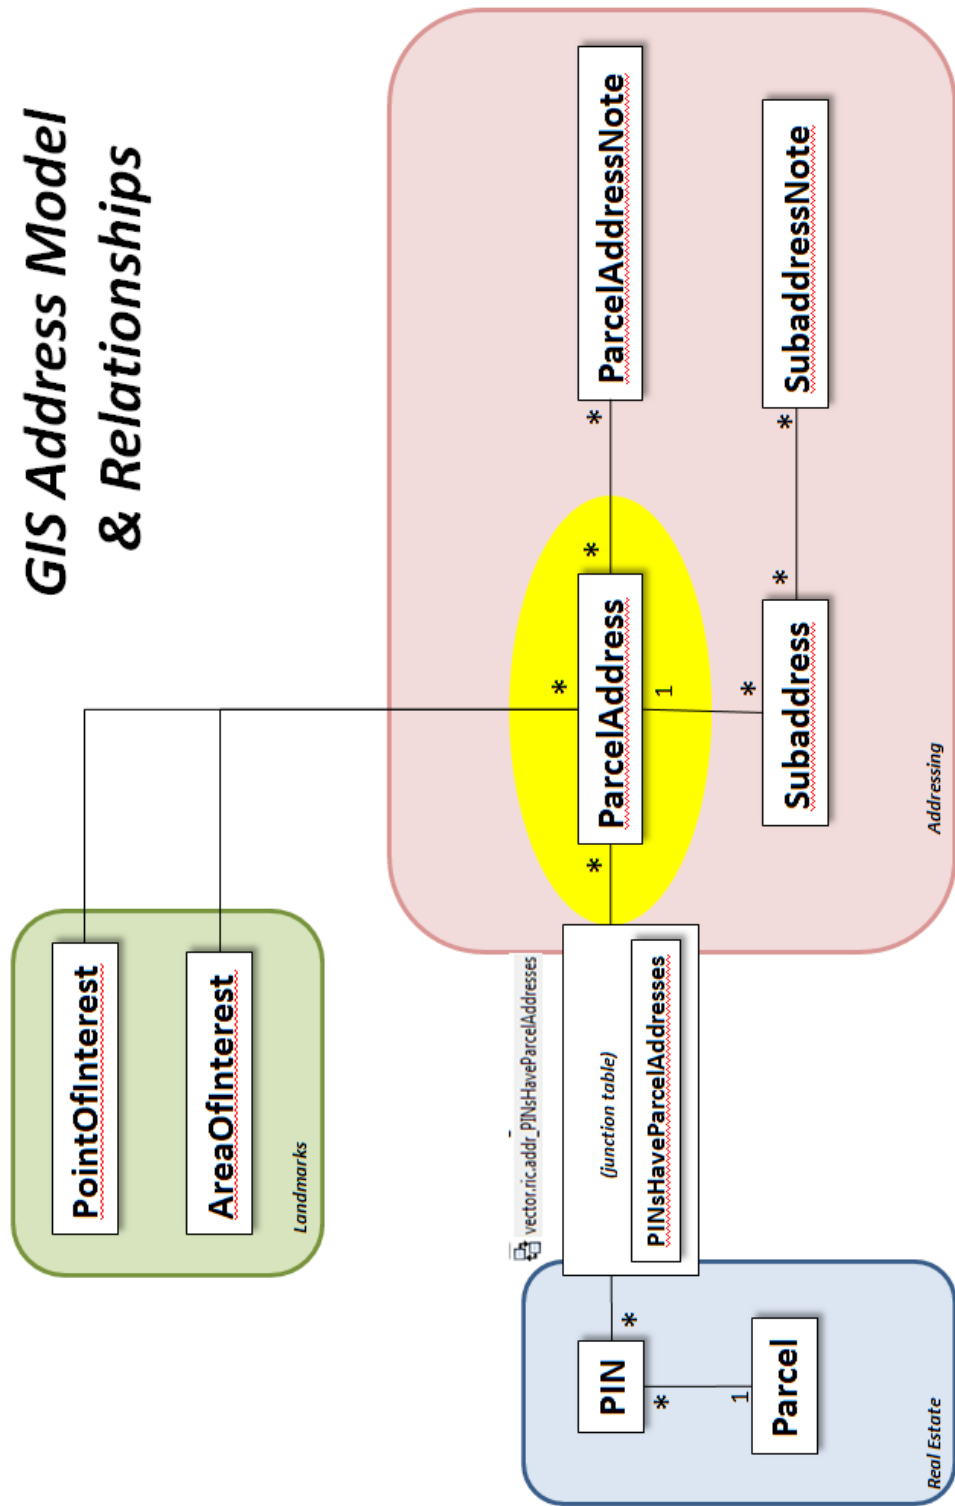 GIS Address Model
& Relationships
PointOfInterest
AreaOfInterest
Landmarks
vector.ric.addr_PINsHaveParcelAddresses
(junction table)
PINsHaveParcelAddresses
PIN
*
*
1
Parcel
Real Estate
*
*
ParcelAddress
*
*
ParcelAddressNote
1
*
Subaddress
*
*
SubaddressNote
Addressing